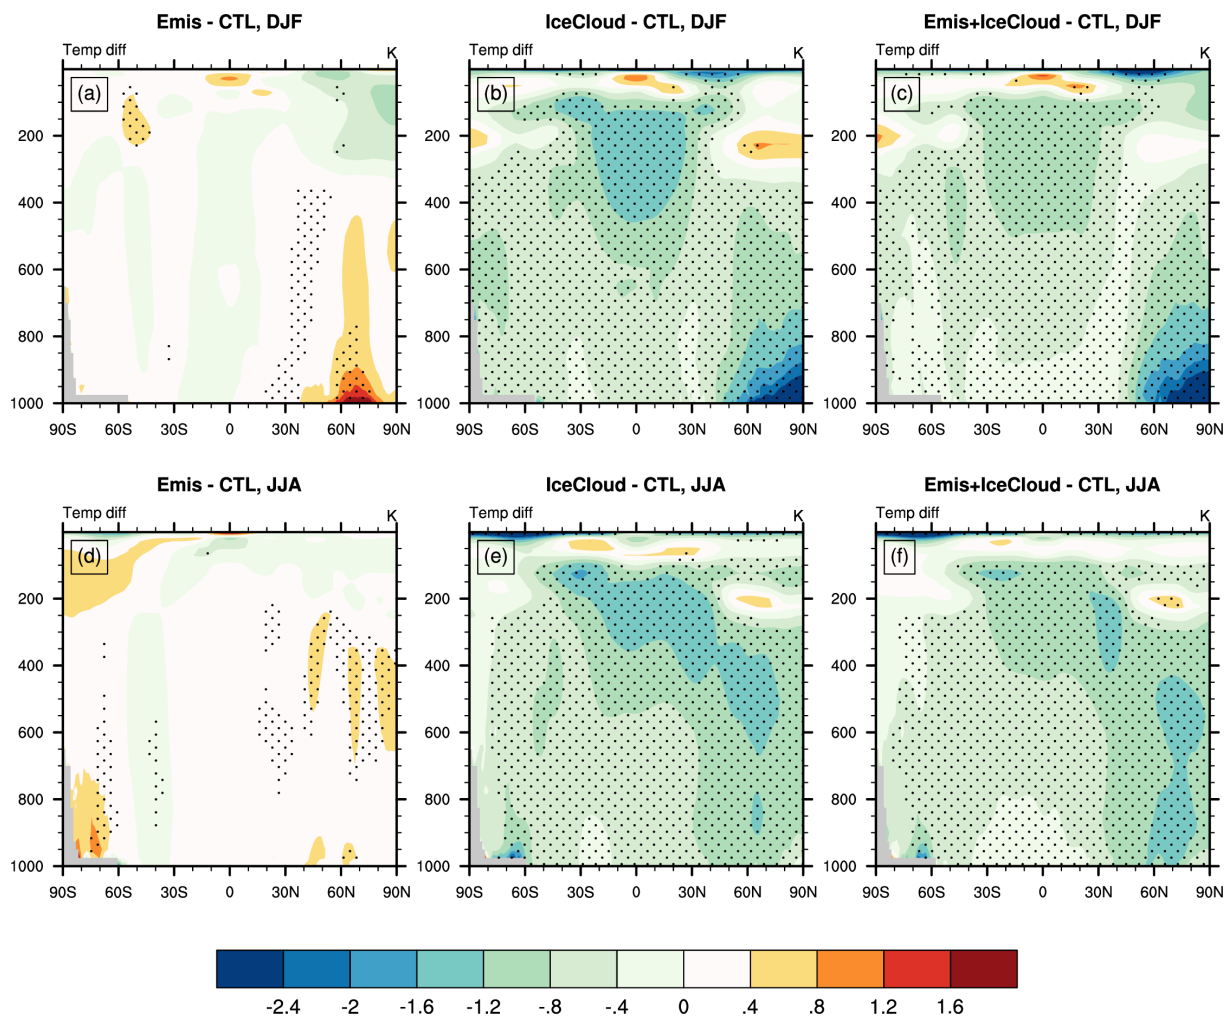 Emis - CTL, DJF
IceCloud - CTL, DJF
Emis+IceCloud - CTL, DJF
Temp diff K
Temp diff K
Temp diff K
(a)
(b)
(c)
200 200 200
400 400 400
600 600 600
800 800 800
1000 1000 1000
90S 60S 30S 0 30N 60N 90N
90S 60S 30S 0 30N 60N 90N
90S 60S 30S 0 30N 60N 90N
Emis - CTL, JJA
IceCloud - CTL, JJA
Emis+IceCloud - CTL, JJA
Temp diff K
Temp diff K
Temp diff K
(d)
(e)
(f)
200 200 200
400 400 400
600 600 600
800 800 800
1000 1000 1000
90S 60S 30S 0 30N 60N 90N
90S 60S 30S 0 30N 60N 90N
90S 60S 30S 0 30N 60N 90N
-2.4 -2 -1.6 -1.2 -.8 -.4 0 .4 .8 1.2 1.6